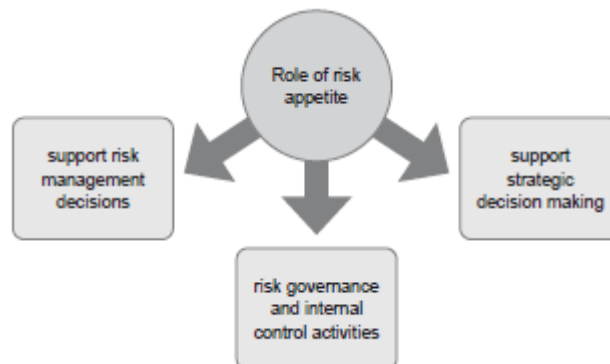 Role of risk
appetite
support risk
management
decisions
support
strategic
decision making
risk governance
and internal
control activities